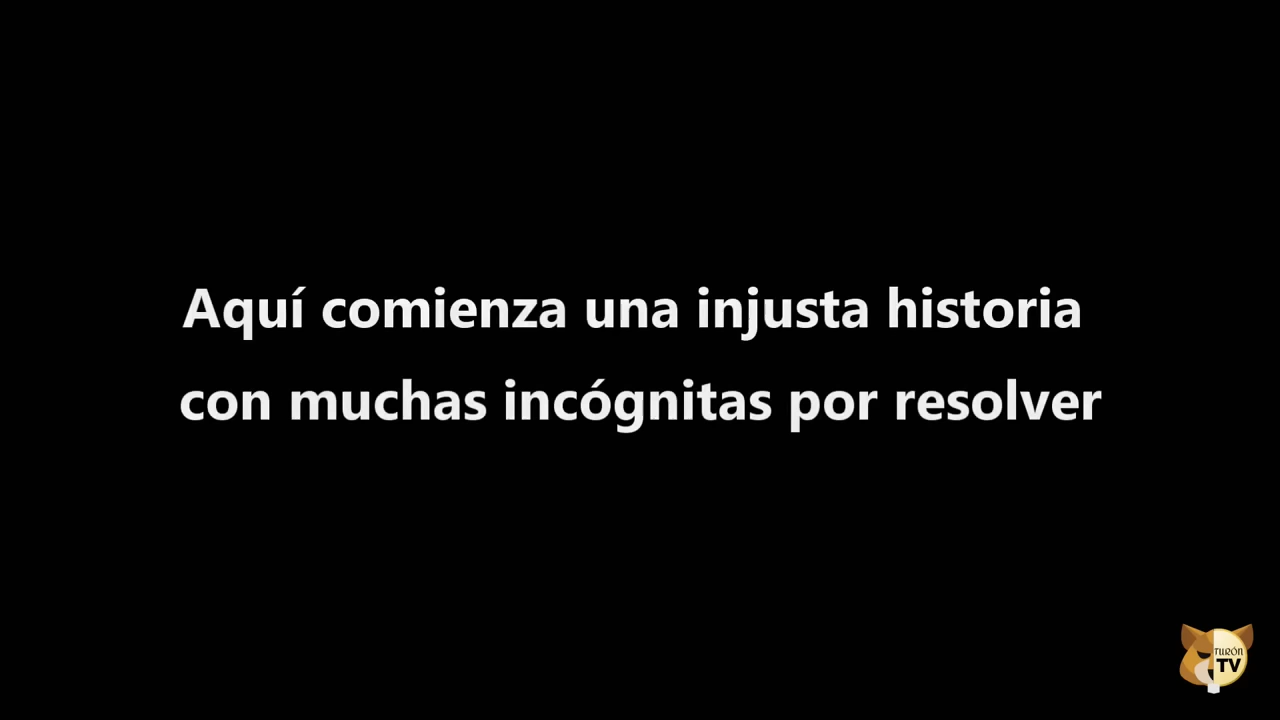 Aquí comienza una injusta historia
con muchas incógnitas por resolver
TURÓN
TV